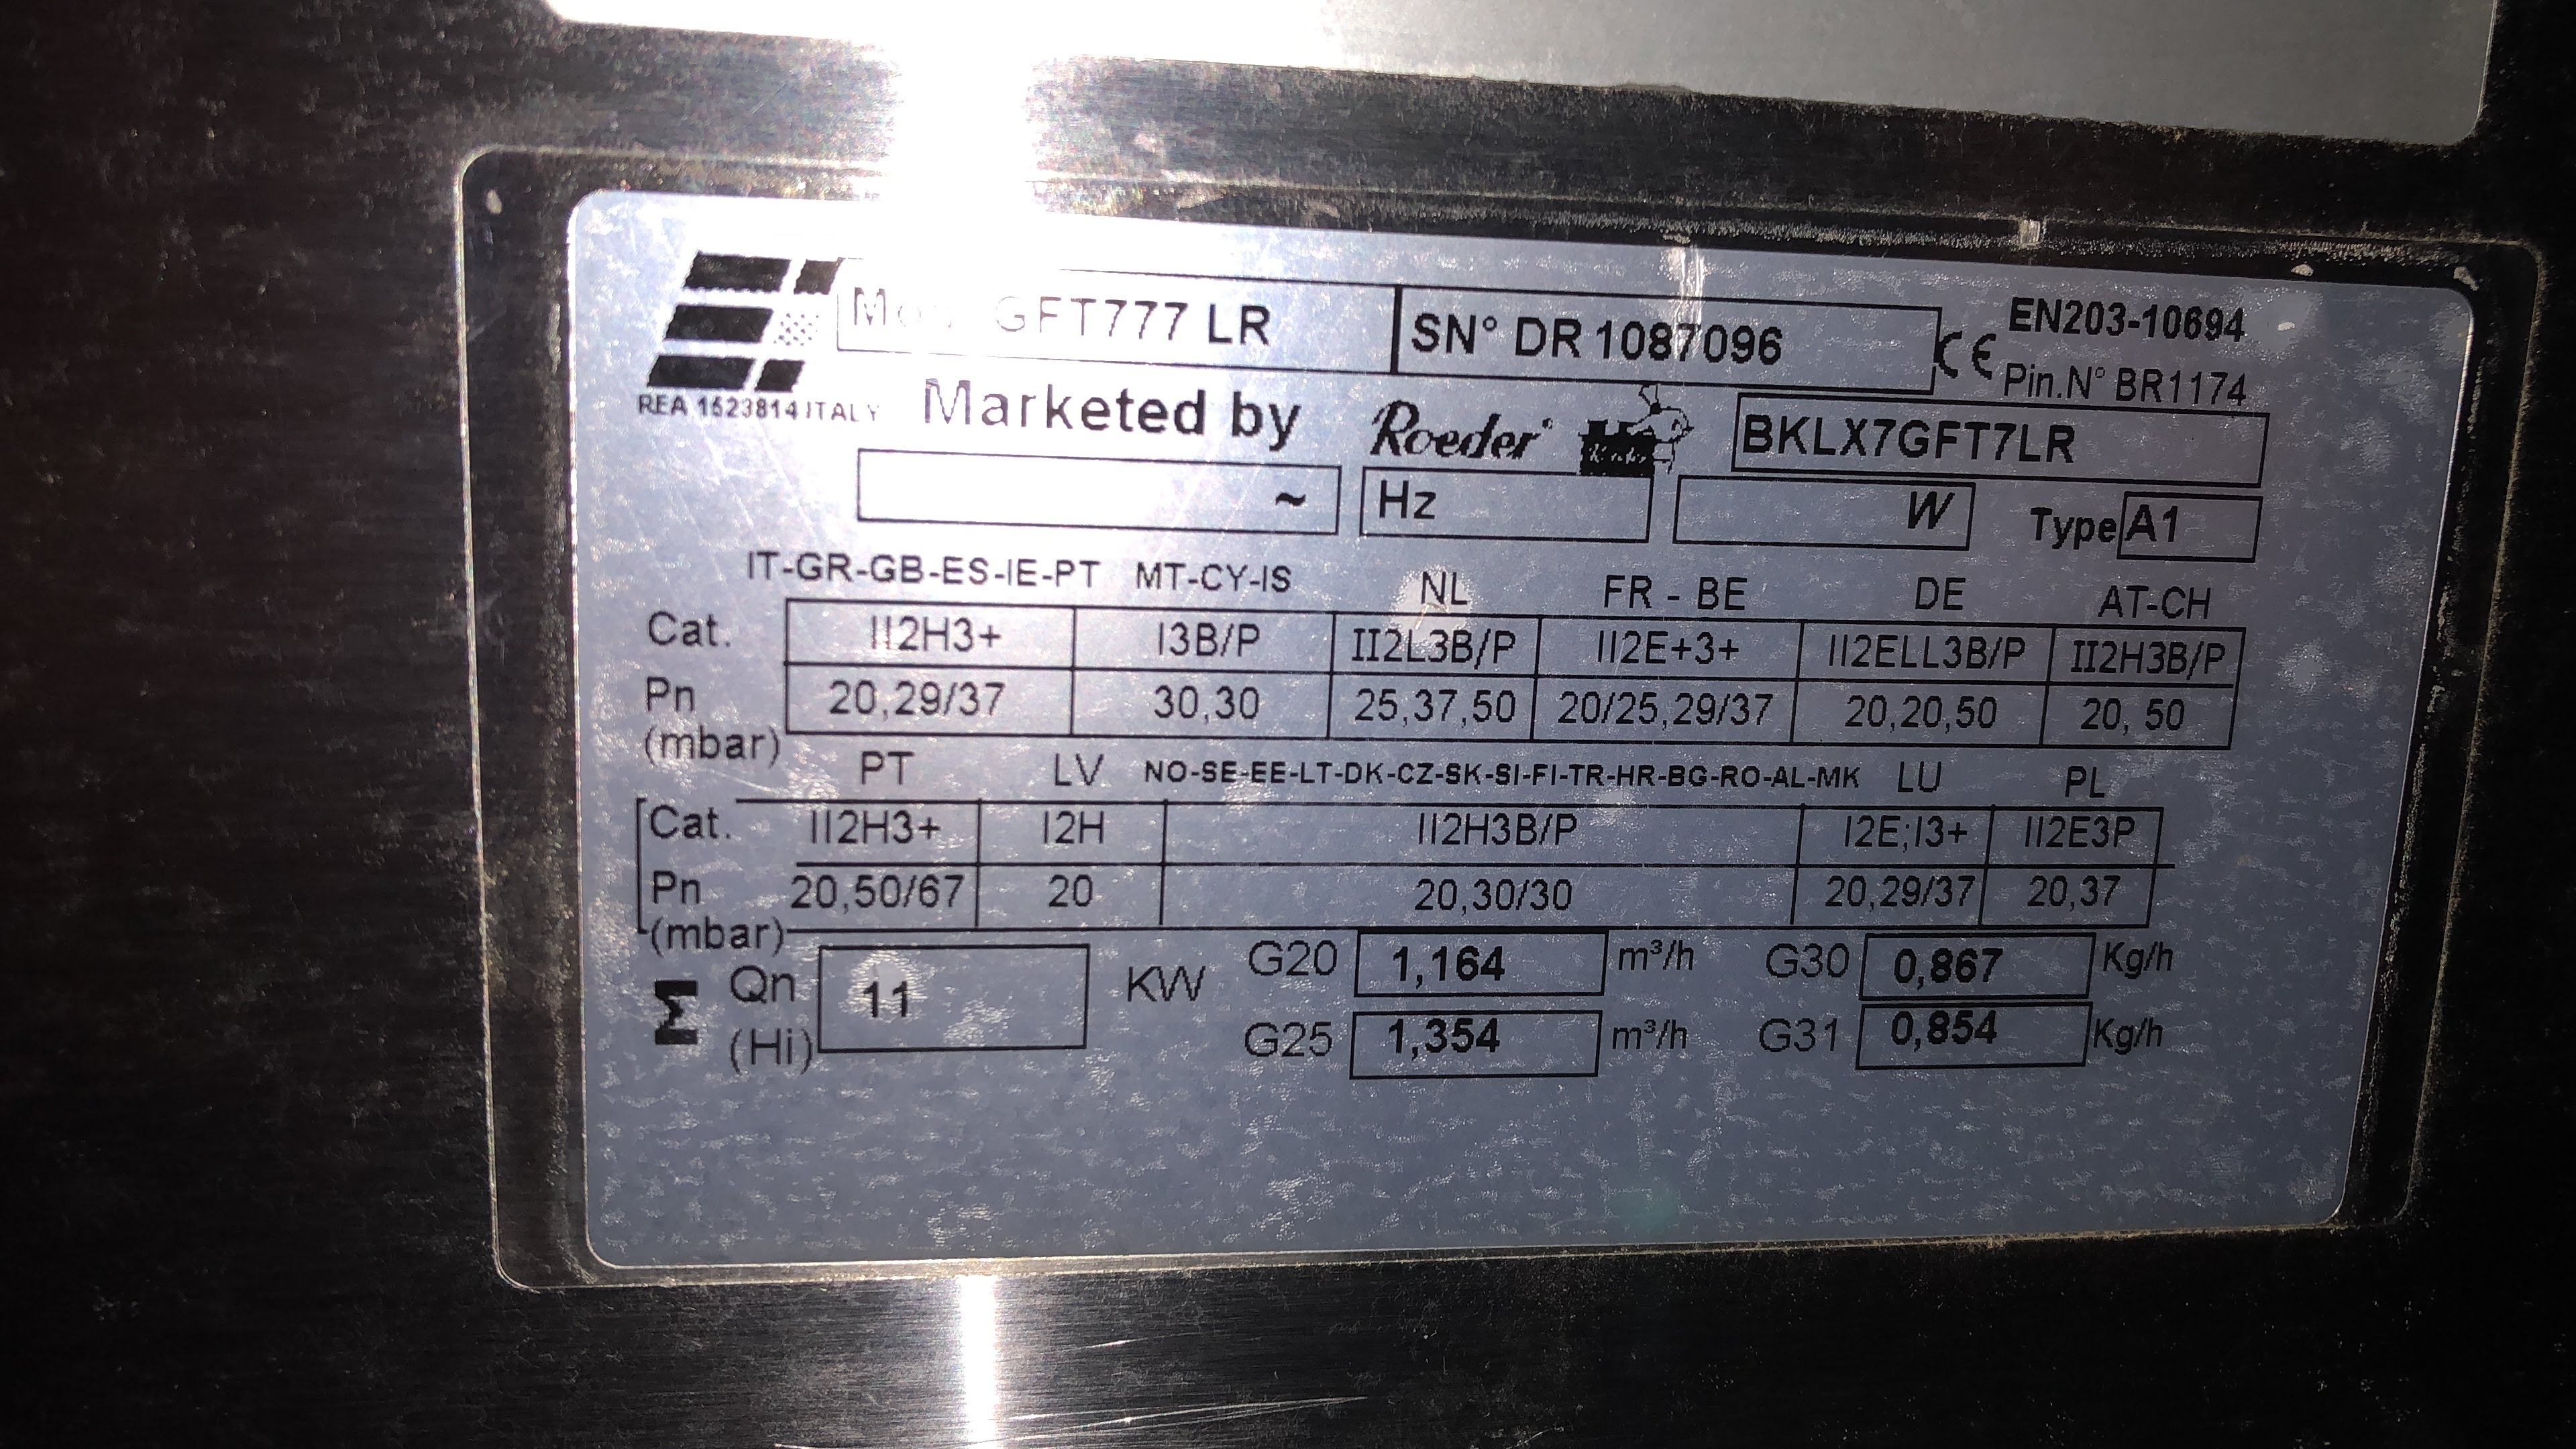 GFT777 LR SN° DR 1087096 CE EN203-10694
Pin.N° BR1174
REA 1523814 ITALY Marketed by Roeder BKLX7GFT7LR
~ Hz W Type A1
IT-GR-GB-ES-IE-PT MT-CY-IS NL FR - BE DE AT-CH
Cat. II2H3+ I3B/P II2L3B/P II2E+3+ II2ELL3B/P II2H3B/P
Pn 20,29/37 30,30 25,37,50 20/25,29/37 20,20,50 20, 50
(mbar)
PT LV NO-SE-EE-LT-DK-CZ-SK-SI-FI-TR-HR-BG-RO-AL-MK LU PL
Cat. II2H3+ I2H II2H3B/P I2E;I3+ II2E3P
Pn 20,50/67 20 20,30/30 20,29/37 20,37
(mbar)
Σ Qn 11 KW G20 1,164 m³/h G30 0,867 Kg/h
(Hi) G25 1,354 m³/h G31 0,854 Kg/h